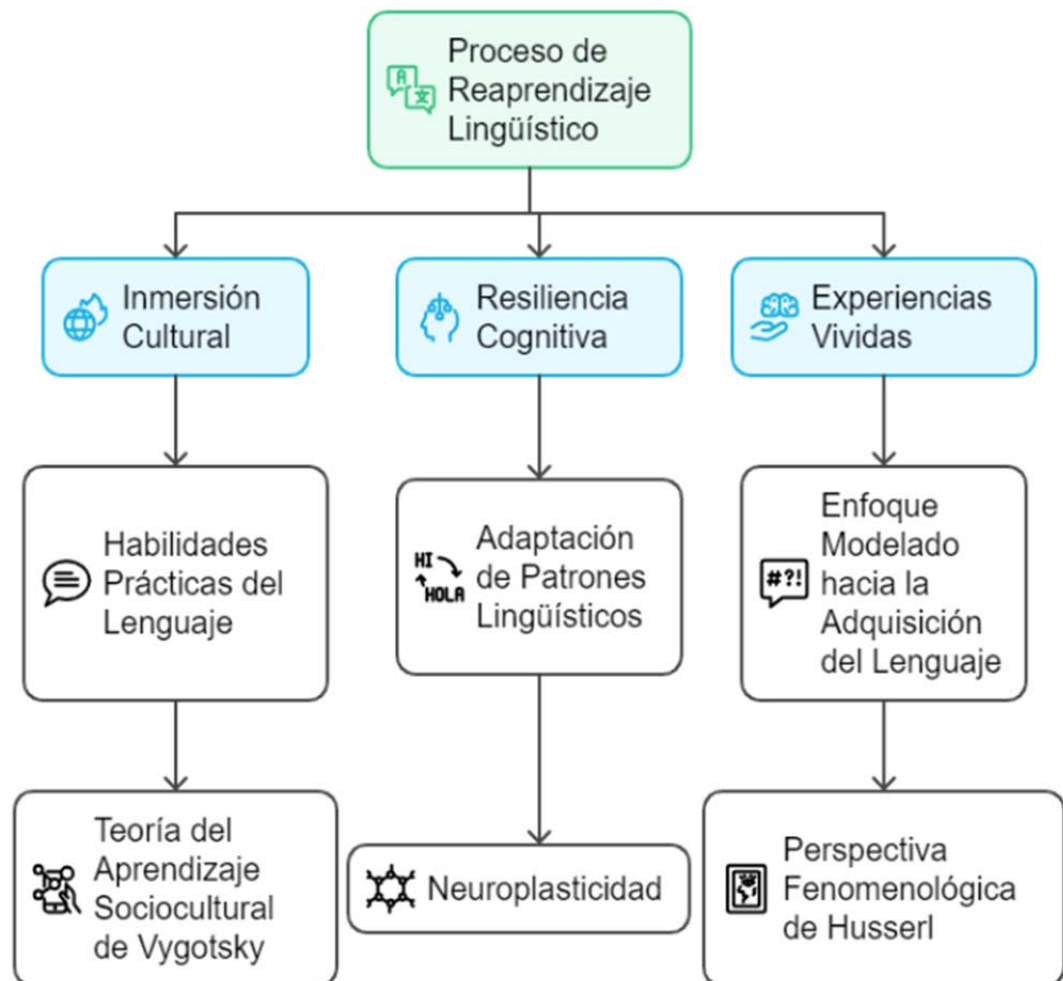 Proceso de
Reaprendizaje
Lingüístico
Inmersión
Cultural
Resiliencia
Cognitiva
Experiencias
Vividas
Habilidades
Prácticas del
Lenguaje
HI
HOLA
Adaptación
de Patrones
Lingüísticos
#?!
Enfoque
Modelado
hacia la
Adquisición
del Lenguaje
Teoría del
Aprendizaje
Sociocultural
de Vygotsky
Neuroplasticidad
Perspectiva
Fenomenológica
de Husserl